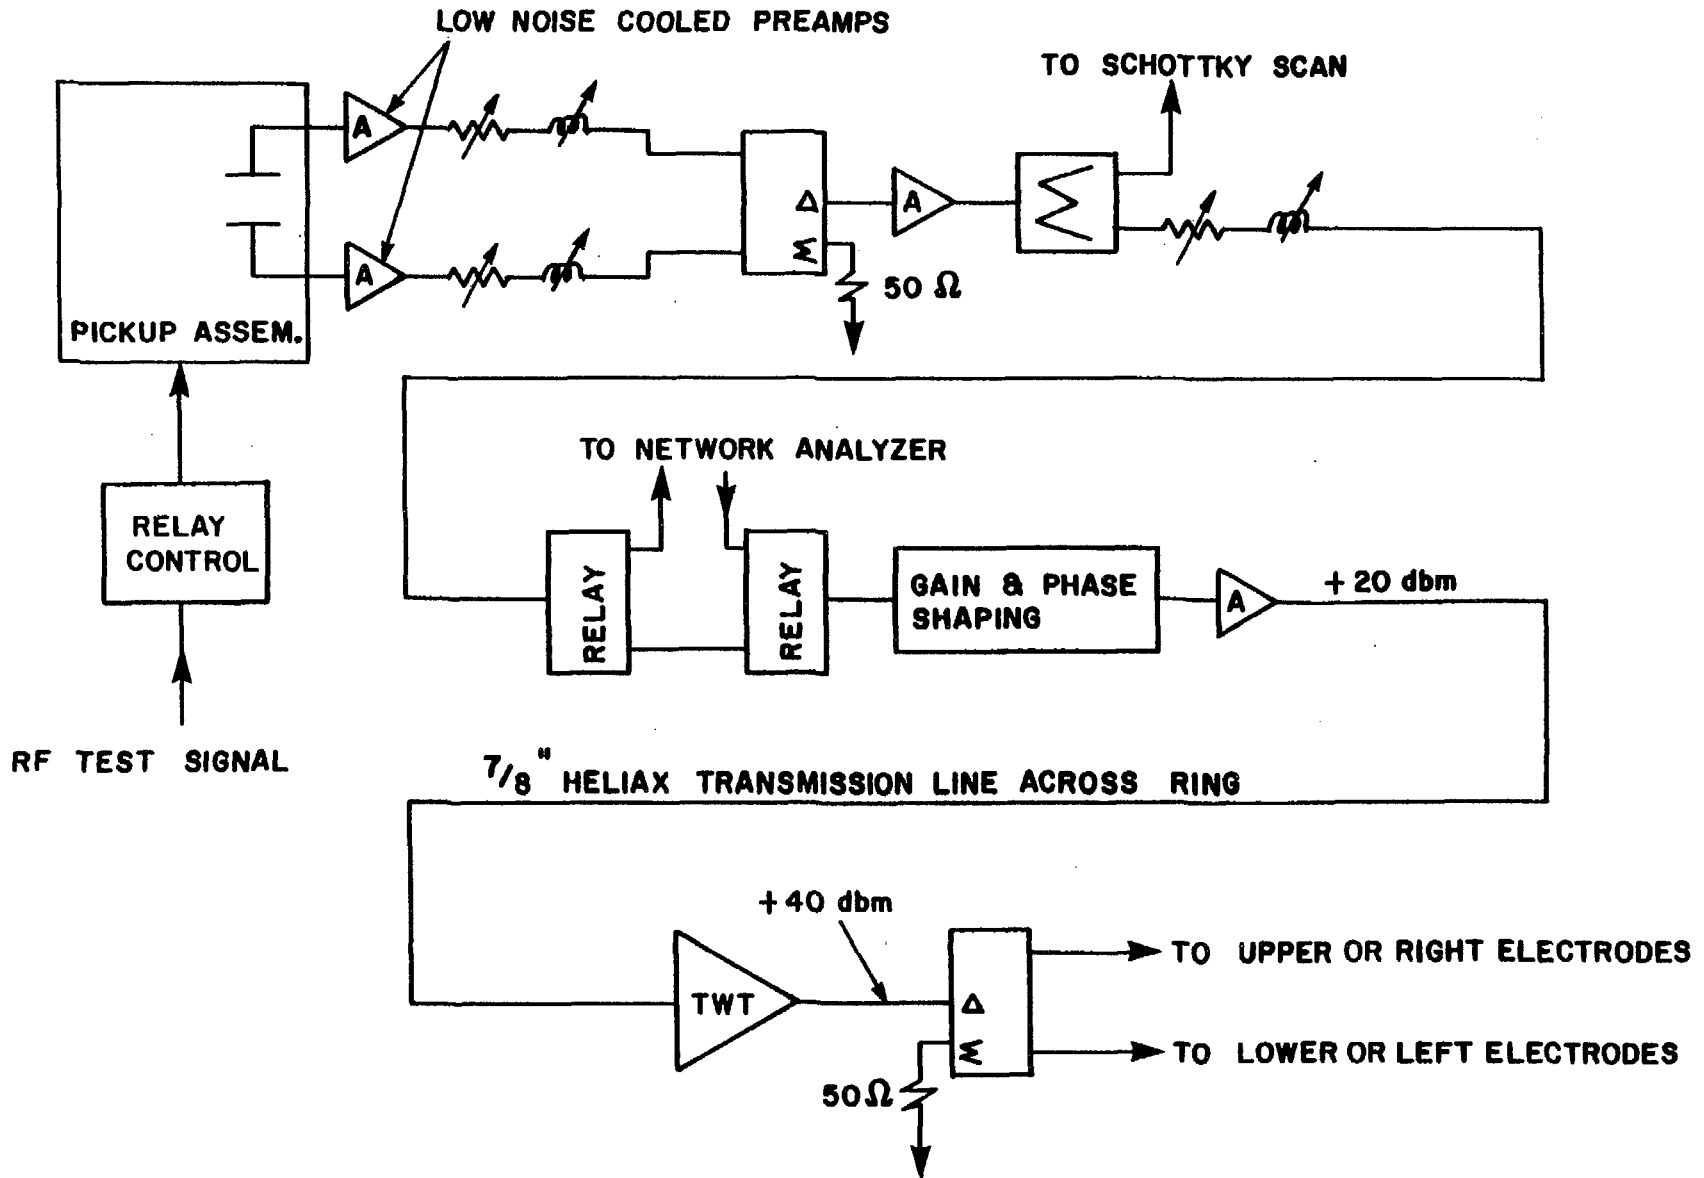 LOW NOISE COOLED PREAMPS
TO SCHOTTKY SCAN
A
A
Δ
Σ
A
Σ
50 Ω
PICKUP ASSEM.
TO NETWORK ANALYZER
RELAY
CONTROL
RELAY
RELAY
GAIN & PHASE
SHAPING
A
+20 dbm
RF TEST SIGNAL
7/8" HELIAX TRANSMISSION LINE ACROSS RING
+40 dbm
TWT
Δ
Σ
50Ω
TO UPPER OR RIGHT ELECTRODES
TO LOWER OR LEFT ELECTRODES